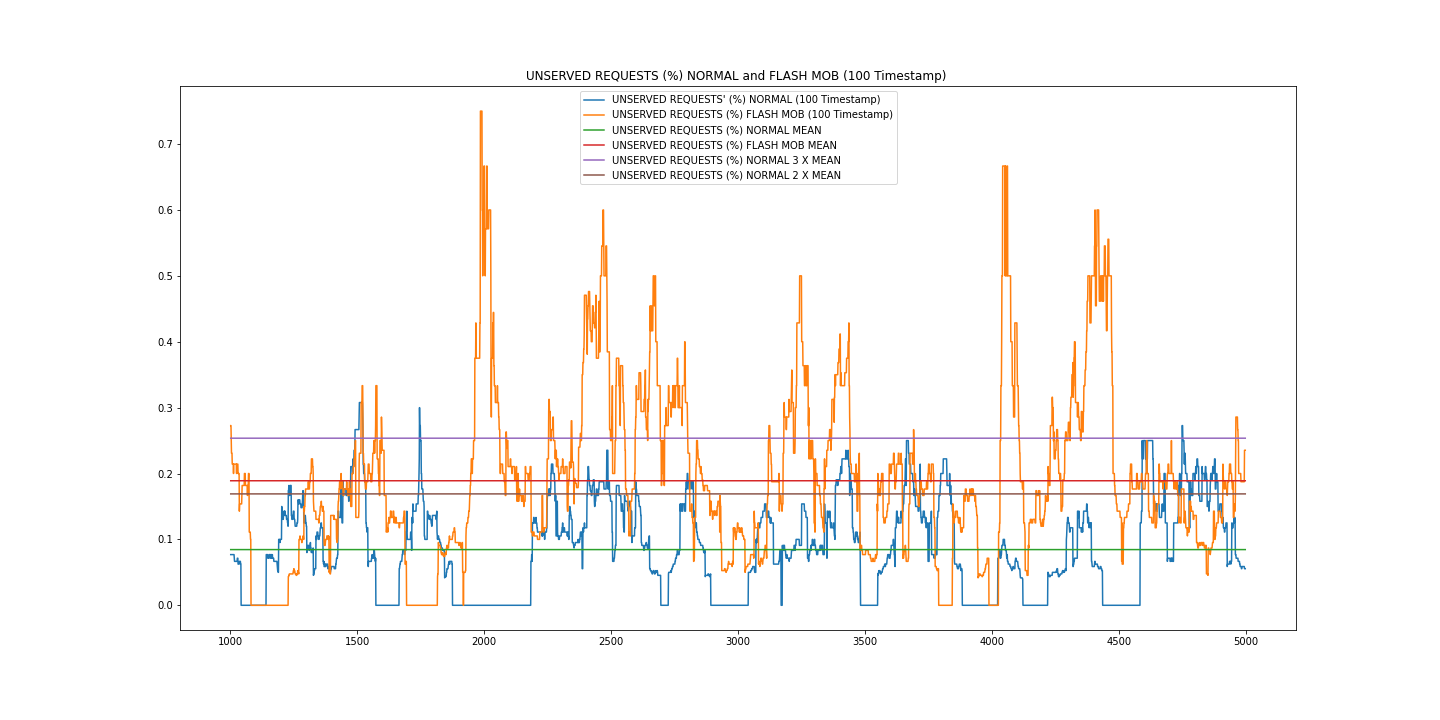 UNSERVED REQUESTS (%) NORMAL and FLASH MOB (100 Timestamp)
UNSERVED REQUESTS' (%) NORMAL (100 Timestamp)
UNSERVED REQUESTS (%) FLASH MOB (100 Timestamp)
UNSERVED REQUESTS (%) NORMAL MEAN
UNSERVED REQUESTS (%) FLASH MOB MEAN
UNSERVED REQUESTS (%) NORMAL 3 X MEAN
UNSERVED REQUESTS (%) NORMAL 2 X MEAN
0.7
0.6
0.5
0.4
0.3
0.2
0.1
0.0
1000 1500 2000 2500 3000 3500 4000 4500 5000